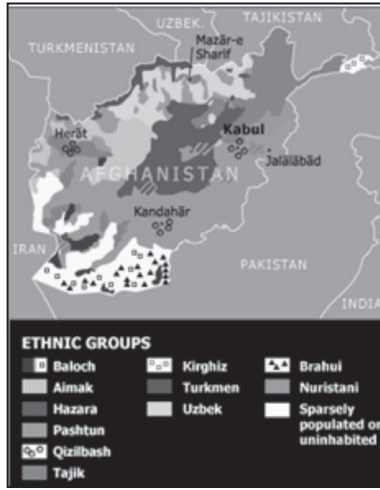 UZBEK.
TAJIKISTAN
TURKMENISTAN
Mazār-e
Sharif
Herāt
Kabul
Jalālābād
AFGHANISTAN
Kandahār
IRAN
PAKISTAN
INDIA
ETHNIC GROUPS
Baloch
Aimak
Hazara
Pashtun
Qizilbash
Tajik
Kirghiz
Turkmen
Uzbek
Brahui
Nuristani
Sparsely
populated or
uninhabited